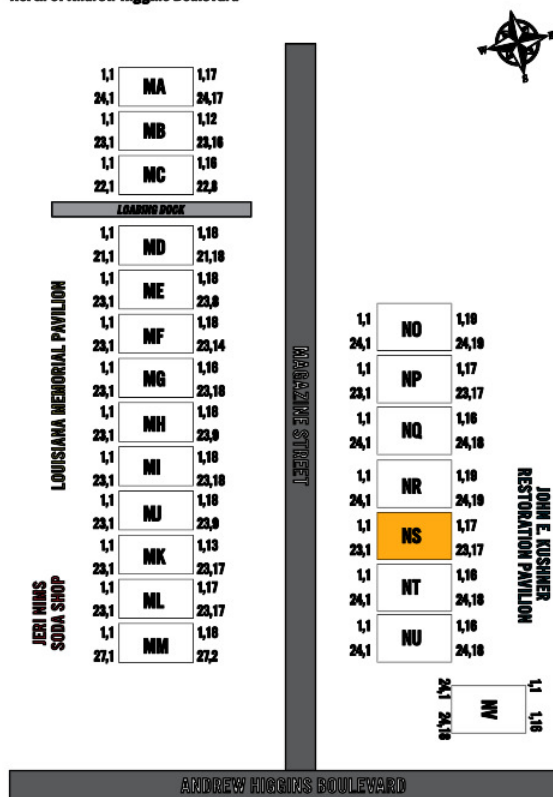 1,1 MA 1,17
24,1 24,17
1,1 MB 1,12
23,1 23,16
1,1 MC 1,16
22,1 22,8
LOADING DOCK
1,1 MD 1,18
21,1 21,18
1,1 ME 1,18
23,1 23,8
1,1 MF 1,18
23,1 23,14
1,1 MG 1,16
23,1 23,18
1,1 MH 1,18
23,1 23,9
1,1 MI 1,18
23,1 23,18
1,1 MJ 1,18
23,1 23,9
1,1 MK 1,13
23,1 23,17
1,1 ML 1,17
23,1 23,17
1,1 MM 1,18
27,1 27,2
LOUISIANA MEMORIAL PAVILION
JERI NIMS
SODA SHOP
MAGAZINE STREET
N
E
S
W
1,1 NO 1,19
24,1 24,19
1,1 NP 1,17
23,1 23,17
1,1 NQ 1,16
24,1 24,18
1,1 NR 1,19
24,1 24,19
1,1 NS 1,17
23,1 23,17
1,1 NT 1,16
24,1 24,18
1,1 NU 1,16
24,1 24,18
JOHN E. KUSHNER
RESTORATION PAVILION
1,1 NV 1,16
24,1 24,18
ANDREW HIGGINS BOULEVARD